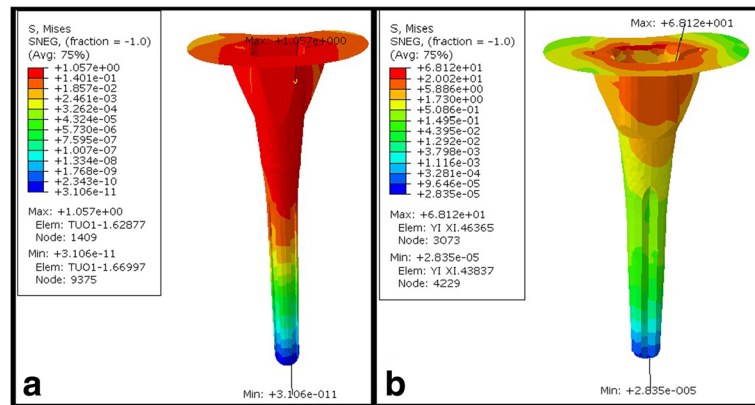 S, Mises
SNEG, (fraction = -1.0)
(Avg: 75%)
+1.057e+00
+1.401e-01
+1.857e-02
+2.461e-03
+3.262e-04
+4.324e-05
+5.730e-06
+7.595e-07
+1.007e-07
+1.334e-08
+1.768e-09
+2.343e-10
+3.106e-11
Max: +1.057e+00
Elem: TUO1-1.62877
Node: 1409
Min: +3.106e-11
Elem: TUO1-1.66997
Node: 9375
Max: +1.057e+000
Min: +3.106e-011
a
S, Mises
SNEG, (fraction = -1.0)
(Avg: 75%)
+6.812e+01
+2.002e+01
+5.886e+00
+1.730e+00
+5.086e-01
+1.495e-01
+4.395e-02
+1.292e-02
+3.798e-03
+1.116e-03
+3.281e-04
+9.646e-05
+2.835e-05
Max: +6.812e+01
Elem: YI XI.46365
Node: 3073
Min: +2.835e-05
Elem: YI XI.43837
Node: 4229
Max: +6.812e+001
Min: +2.835e-005
b